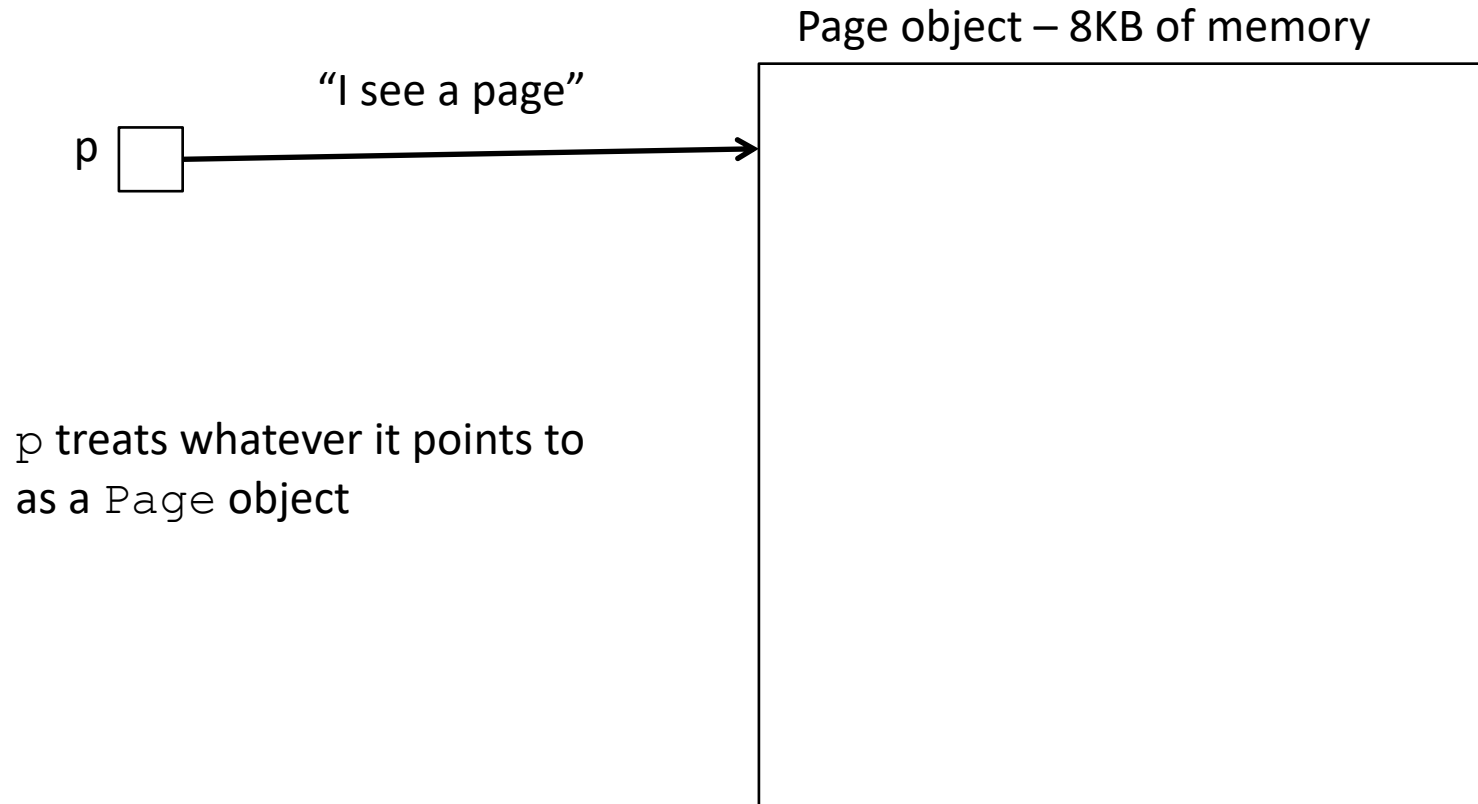 Page object – 8KB of memory
“I see a page”
p
p treats whatever it points to
as a Page object